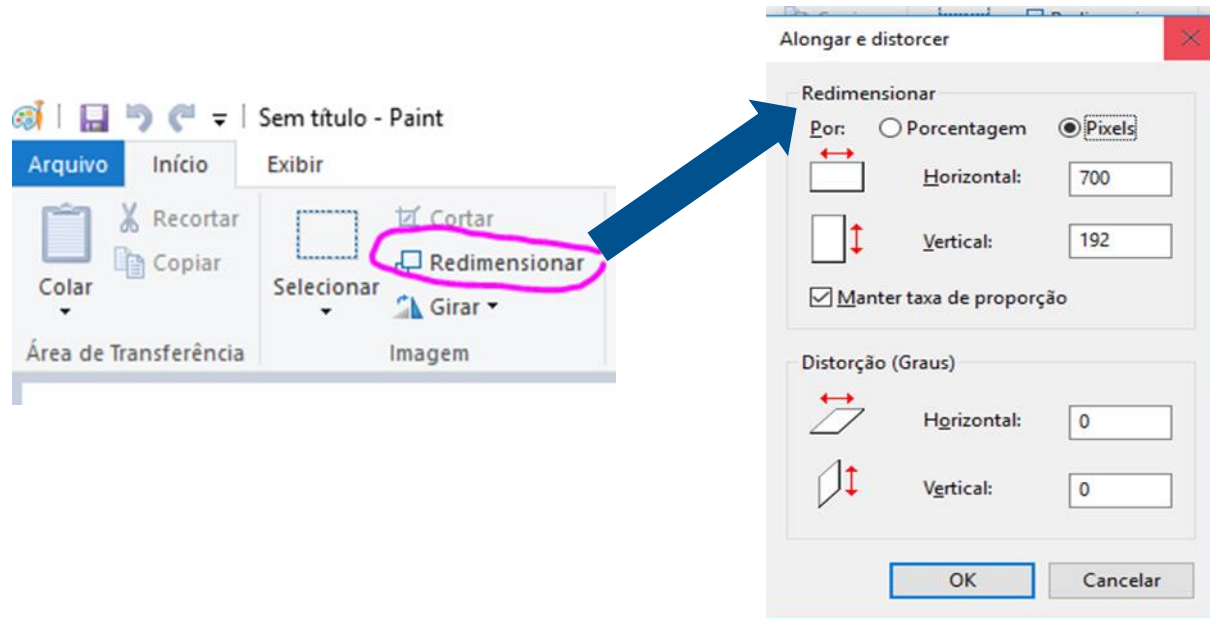 Sem título - Paint
Arquivo Início Exibir
Colar
Recortar
Copiar
Área de Transferência
Selecionar
Cortar
Redimensionar
Girar
Imagem
Alongar e distorcer
Redimensionar
Por: Porcentagem Pixels
Horizontal: 700
Vertical: 192
Manter taxa de proporção
Distorção (Graus)
Horizontal: 0
Vertical: 0
OK Cancelar